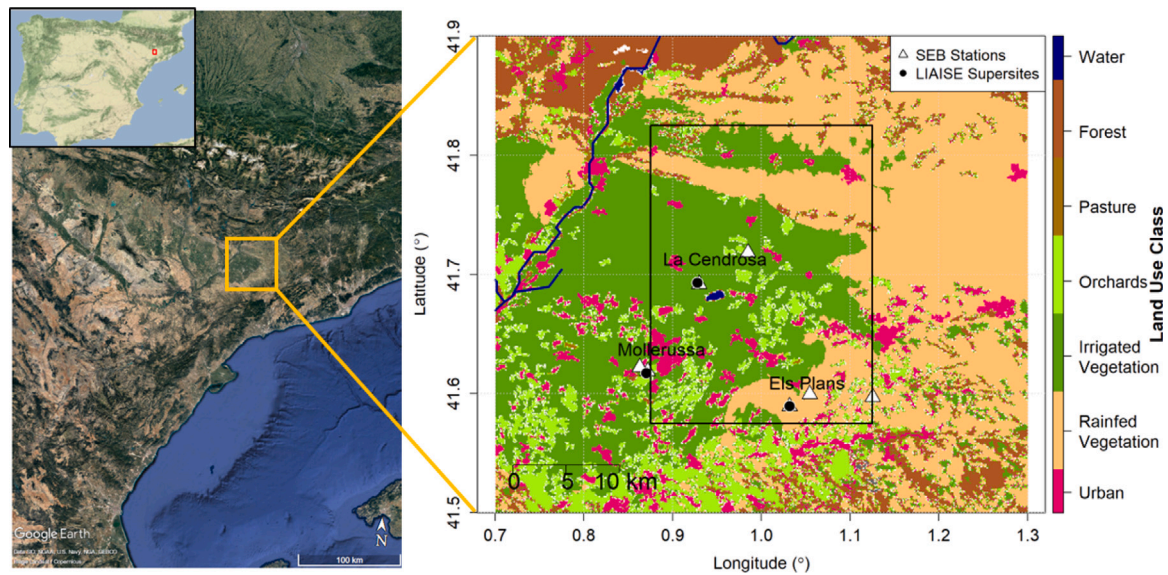 Google Earth
100 km
N
Latitude (°)
41.9
41.8
41.7
41.6
41.5
SEB Stations
LIAISE Supersites
La Cendrosa
Mollerussa
Els Plans
0 5 10 km
0.7 0.8 0.9 1.0 1.1 1.2 1.3
Longitude (°)
Water
Forest
Pasture
Orchards
Irrigated
Vegetation
Rainfed
Vegetation
Urban
Land Use Class